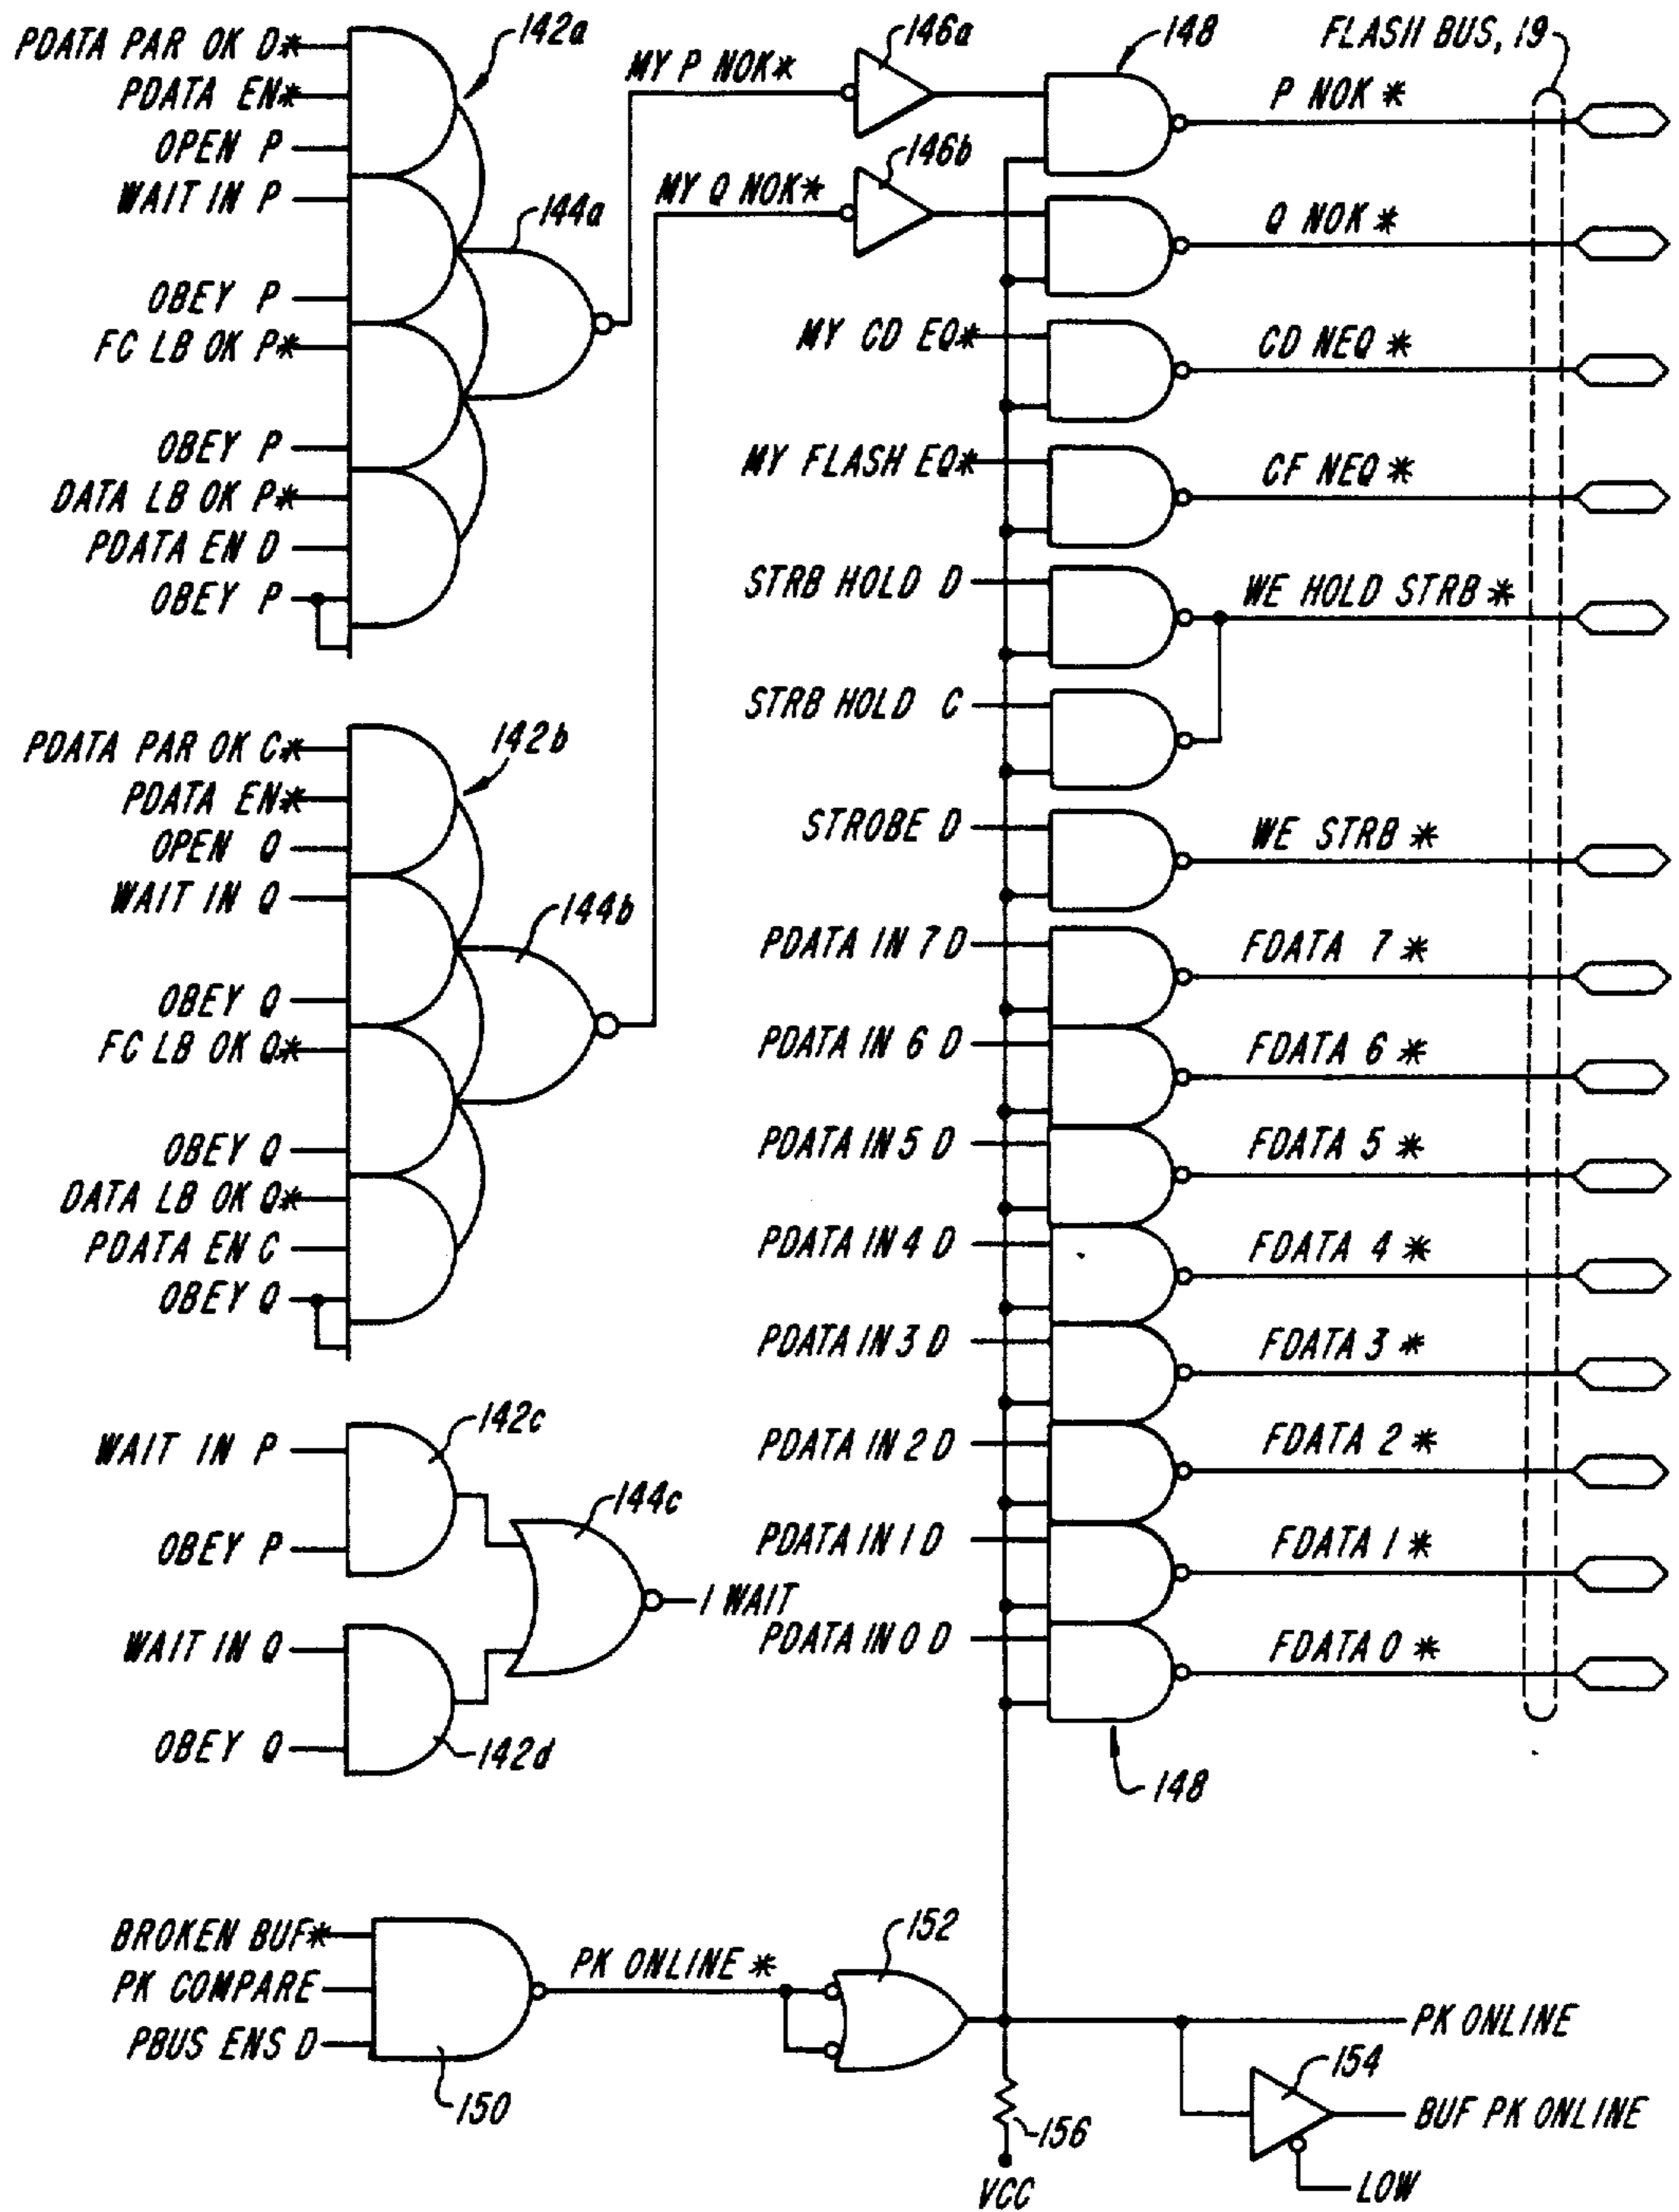 PDATA PAR OK D*
PDATA EN*
OPEN P
WAIT IN P
OBEY P
FC LB OK P*
OBEY P
DATA LB OK P*
PDATA EN D
OBEY P
142a
144a
MY P NOK*
MY Q NOK*
146a
146b
148
FLASH BUS, 19
P NOK *
Q NOK *
MY CD EQ*
CD NEQ *
MY FLASH EQ*
CF NEQ *
STRB HOLD D
WE HOLD STRB *
STRB HOLD C
STROBE D
WE STRB *
PDATA IN 7 D
FDATA 7 *
PDATA IN 6 D
FDATA 6 *
PDATA IN 5 D
FDATA 5 *
PDATA IN 4 D
FDATA 4 *
PDATA IN 3 D
FDATA 3 *
PDATA IN 2 D
FDATA 2 *
PDATA IN 1 D
FDATA 1 *
PDATA IN 0 D
FDATA 0 *
148
PDATA PAR OK C*
PDATA EN*
OPEN Q
WAIT IN Q
OBEY Q
FC LB OK Q*
OBEY Q
DATA LB OK Q*
PDATA EN C
OBEY Q
142b
144b
WAIT IN P
OBEY P
142c
144c
I WAIT
WAIT IN Q
OBEY Q
142d
BROKEN BUF*
PK COMPARE
PBUS ENS D
150
PK ONLINE *
152
PK ONLINE
154
BUF PK ONLINE
LOW
156
VCC